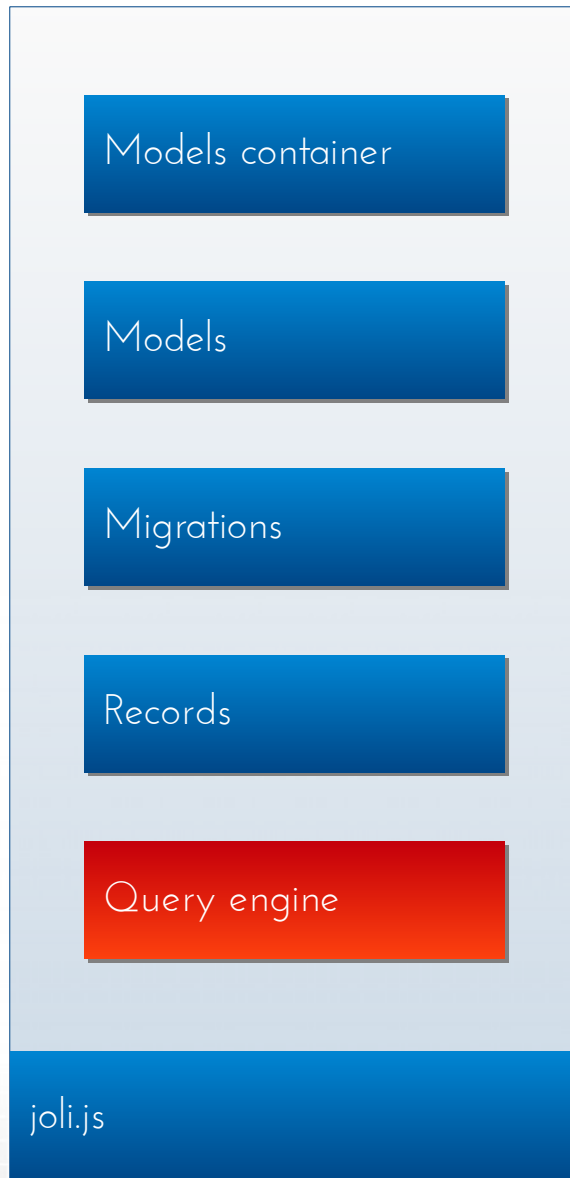 Models container
Models
Migrations
Records
Query engine
joli.js